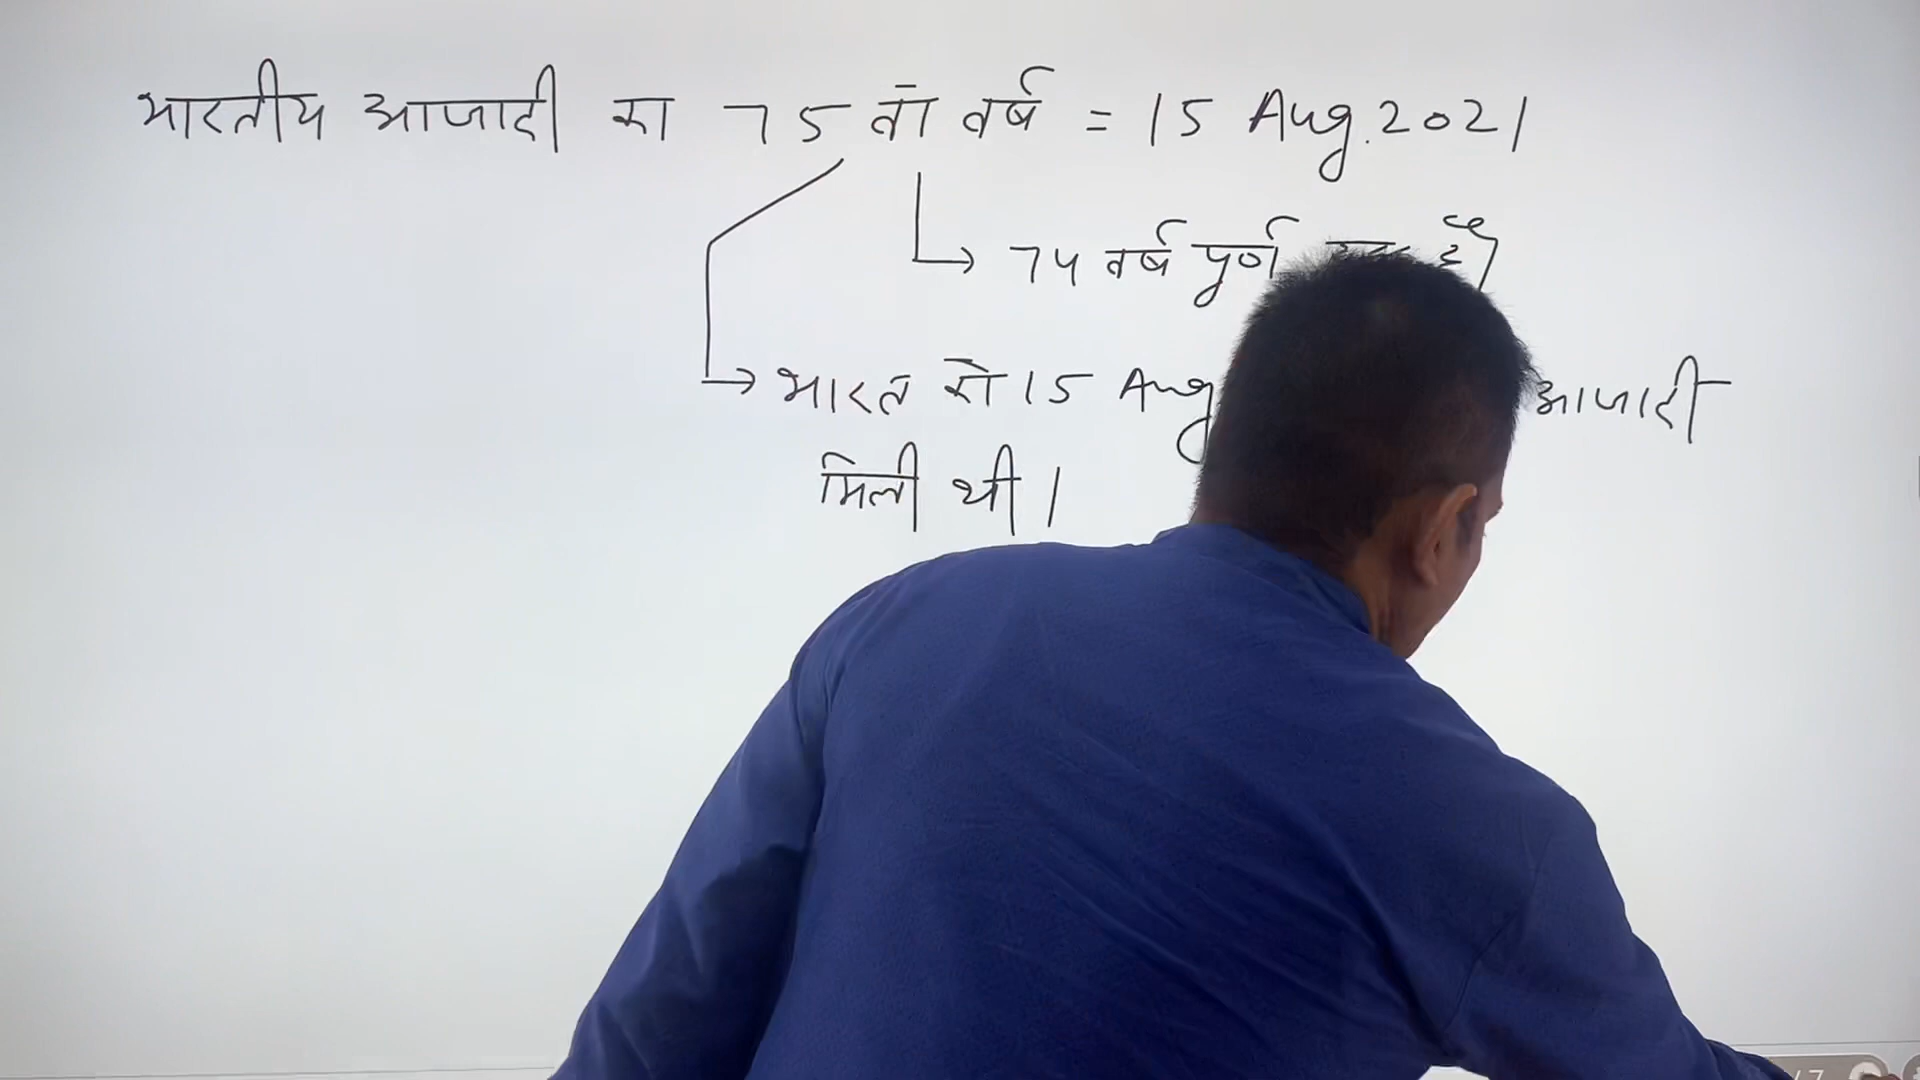 भारतीय आजादी का 75 वां वर्ष = 15 Aug. 2021
→ 74 वर्ष पूर्ण
→ भारत को 15 Aug आजादी
मिली थी।